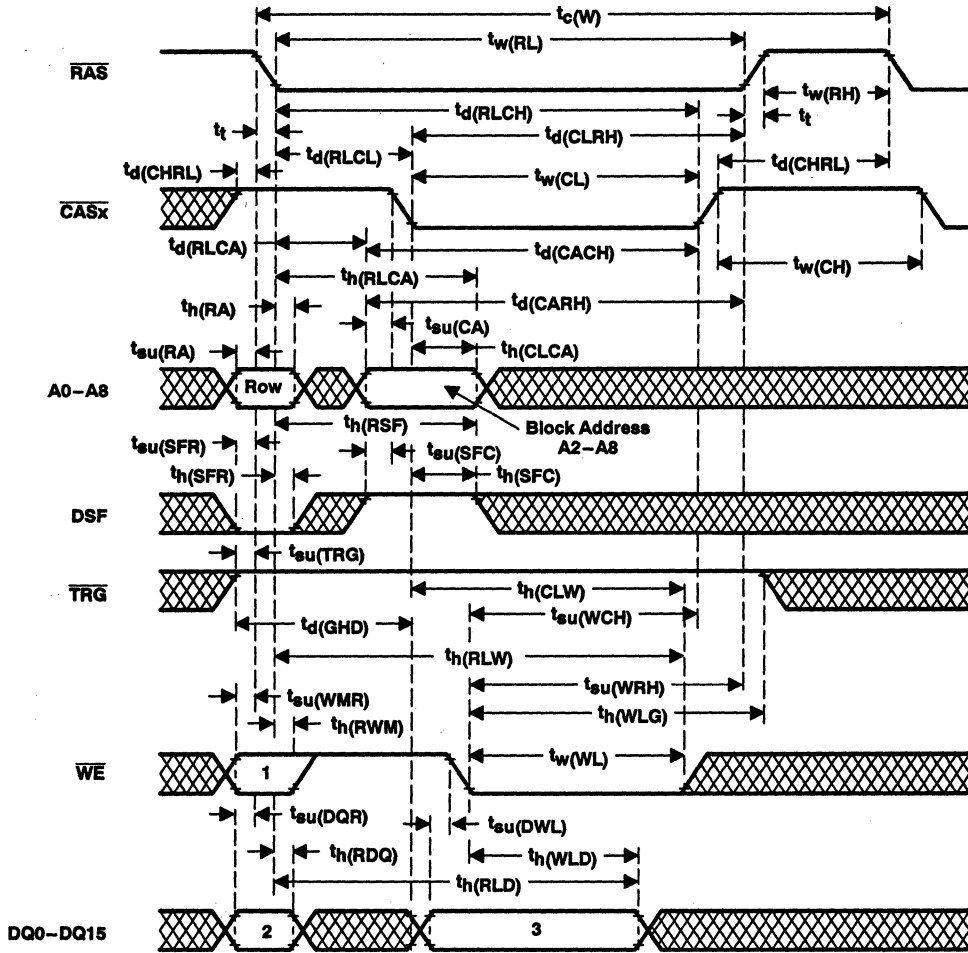 tc(W)
tw(RL)
RAS
tw(RH)
td(RLCH)
tt
tt
td(CLRH)
td(RLCL)
td(CHRL)
td(CHRL)
tw(CL)
CASx
td(RLCA)
td(CACH)
tw(CH)
th(RLCA)
th(RA)
td(CARH)
tsu(CA)
tsu(RA)
th(CLCA)
A0–A8
Row
Block Address
A2–A8
th(RSF)
tsu(SFR)
tsu(SFC)
th(SFR)
th(SFC)
DSF
tsu(TRG)
TRG
th(CLW)
tsu(WCH)
td(GHD)
th(RLW)
tsu(WRH)
tsu(WMR)
th(WLG)
th(RWM)
tw(WL)
WE
1
tsu(DQR)
tsu(DWL)
th(RDQ)
th(WLD)
th(RLD)
DQ0–DQ15
2
3